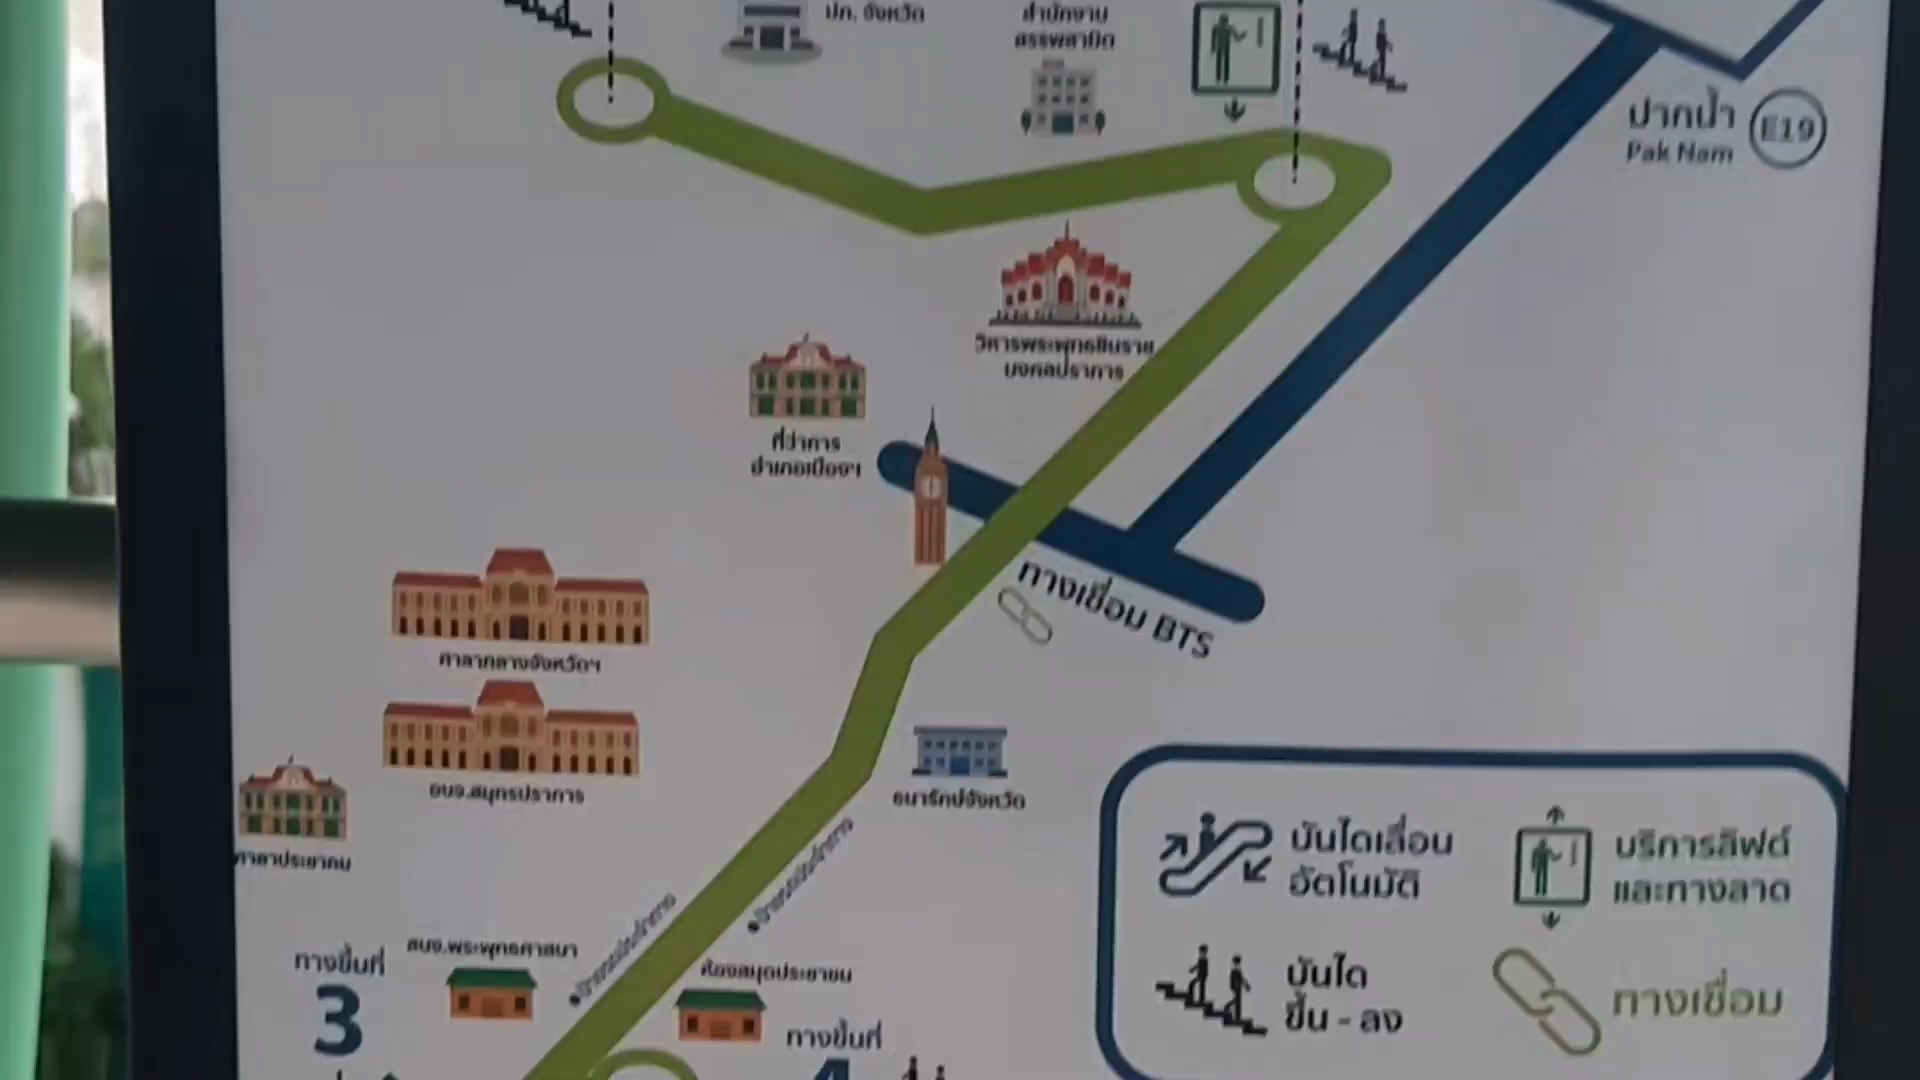 ปภ. จังหวัด
สำนักงาน
สรรพสามิต
ปากน้ำ
Pak Nam
E19
วิหารพระพุทธชินราช
มงคลปราการ
ที่ว่าการ
อำเภอเมืองฯ
ทางเชื่อม BTS
ศาลากลางจังหวัดฯ
อบจ.สมุทรปราการ
ธนารักษ์จังหวัด
ศาลาประชาคม
บันไดเลื่อน
อัตโนมัติ
บริการลิฟต์
และทางลาด
สนง.พระพุทธศาสนา
ห้องสมุดประชาชน
ทางขึ้นที่
3
ทางขึ้นที่
4
บันได
ขึ้น - ลง
ทางเชื่อม